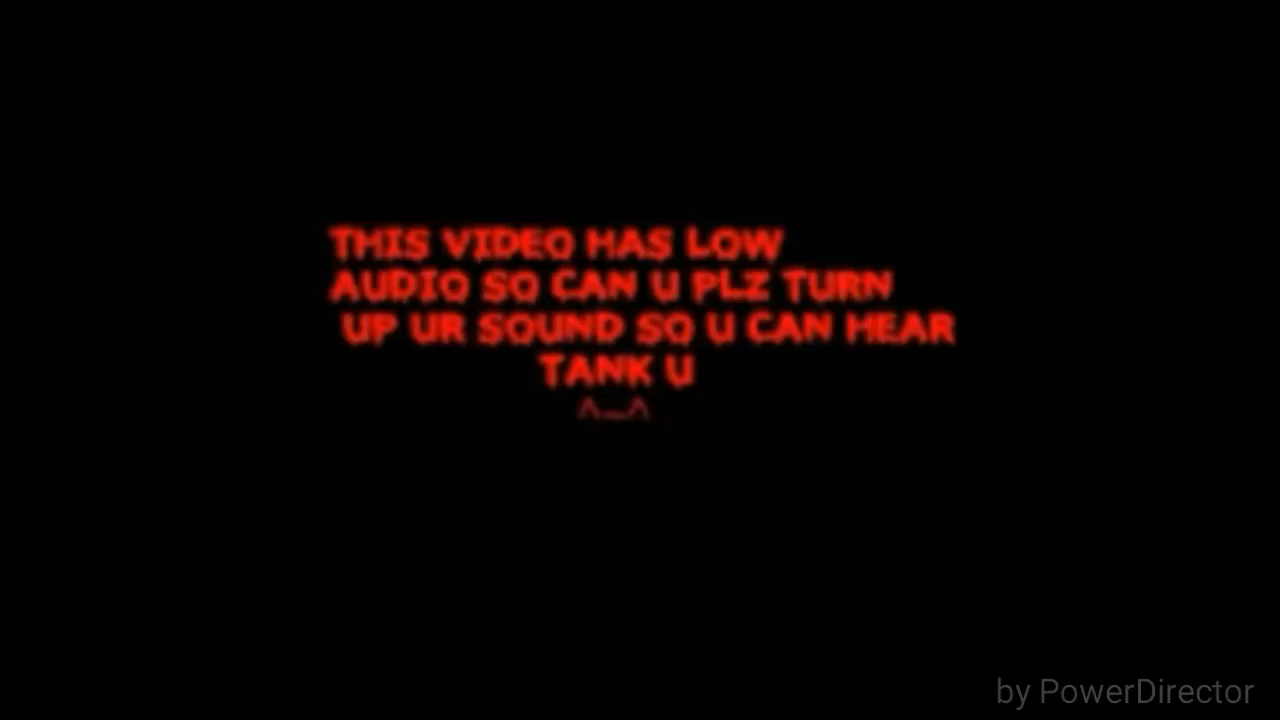 THIS VIDEO HAS LOW
AUDIO SO CAN U PLZ TURN
UP UR SOUND SO U CAN HEAR
TANK U
^_^
by PowerDirector